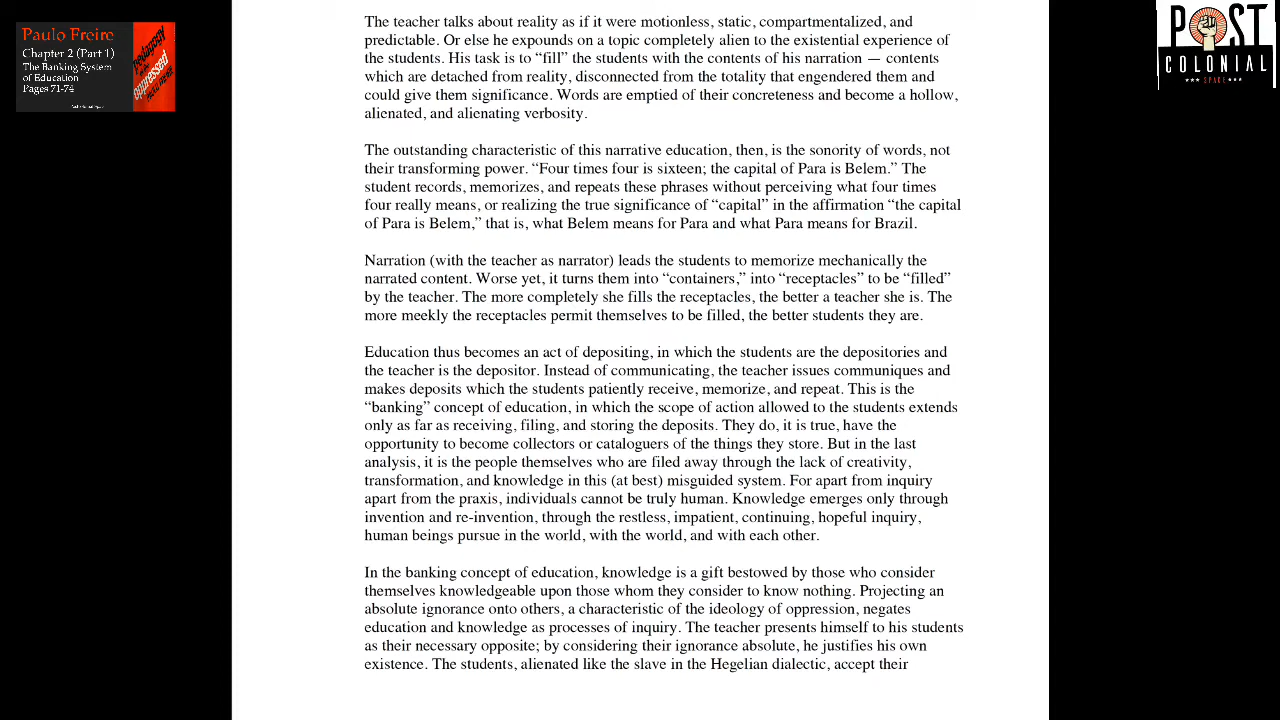 Paulo Freire
Chapter 2 (Part 1)
The Banking System
of Education
Pages 71-74
pedagogy
oppressed
POST
COLONIAL
SPACE
The teacher talks about reality as if it were motionless, static, compartmentalized, and
predictable. Or else he expounds on a topic completely alien to the existential experience of
the students. His task is to “fill” the students with the contents of his narration — contents
which are detached from reality, disconnected from the totality that engendered them and
could give them significance. Words are emptied of their concreteness and become a hollow,
alienated, and alienating verbosity.
The outstanding characteristic of this narrative education, then, is the sonority of words, not
their transforming power. “Four times four is sixteen; the capital of Para is Belem.” The
student records, memorizes, and repeats these phrases without perceiving what four times
four really means, or realizing the true significance of “capital” in the affirmation “the capital
of Para is Belem,” that is, what Belem means for Para and what Para means for Brazil.
Narration (with the teacher as narrator) leads the students to memorize mechanically the
narrated content. Worse yet, it turns them into “containers,” into “receptacles” to be “filled”
by the teacher. The more completely she fills the receptacles, the better a teacher she is. The
more meekly the receptacles permit themselves to be filled, the better students they are.
Education thus becomes an act of depositing, in which the students are the depositories and
the teacher is the depositor. Instead of communicating, the teacher issues communiques and
makes deposits which the students patiently receive, memorize, and repeat. This is the
“banking” concept of education, in which the scope of action allowed to the students extends
only as far as receiving, filing, and storing the deposits. They do, it is true, have the
opportunity to become collectors or cataloguers of the things they store. But in the last
analysis, it is the people themselves who are filed away through the lack of creativity,
transformation, and knowledge in this (at best) misguided system. For apart from inquiry
apart from the praxis, individuals cannot be truly human. Knowledge emerges only through
invention and re-invention, through the restless, impatient, continuing, hopeful inquiry,
human beings pursue in the world, with the world, and with each other.
In the banking concept of education, knowledge is a gift bestowed by those who consider
themselves knowledgeable upon those whom they consider to know nothing. Projecting an
absolute ignorance onto others, a characteristic of the ideology of oppression, negates
education and knowledge as processes of inquiry. The teacher presents himself to his students
as their necessary opposite; by considering their ignorance absolute, he justifies his own
existence. The students, alienated like the slave in the Hegelian dialectic, accept their